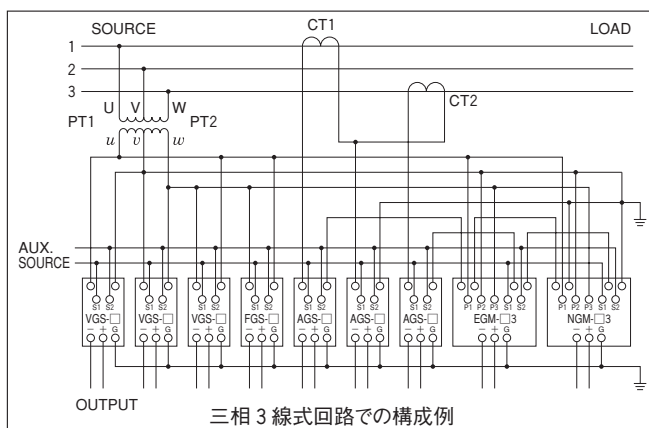 SOURCE CT1 LOAD
1
2
3
CT2
U V W
PT1 PT2
u v w
AUX.
SOURCE
S1 S2 S1 S2 S1 S2 S1 S2 S1 S2 S1 S2 S1 S2 P1 P2 P3 S1 S2 P1 P2 P3 S1 S2
VGS-□ VGS-□ VGS-□ FGS-□ AGS-□ AGS-□ AGS-□ EGM-□3 NGM-□3
− + G − + G − + G − + G − + G − + G − + G − + G − + G
OUTPUT
三相3線式回路での構成例